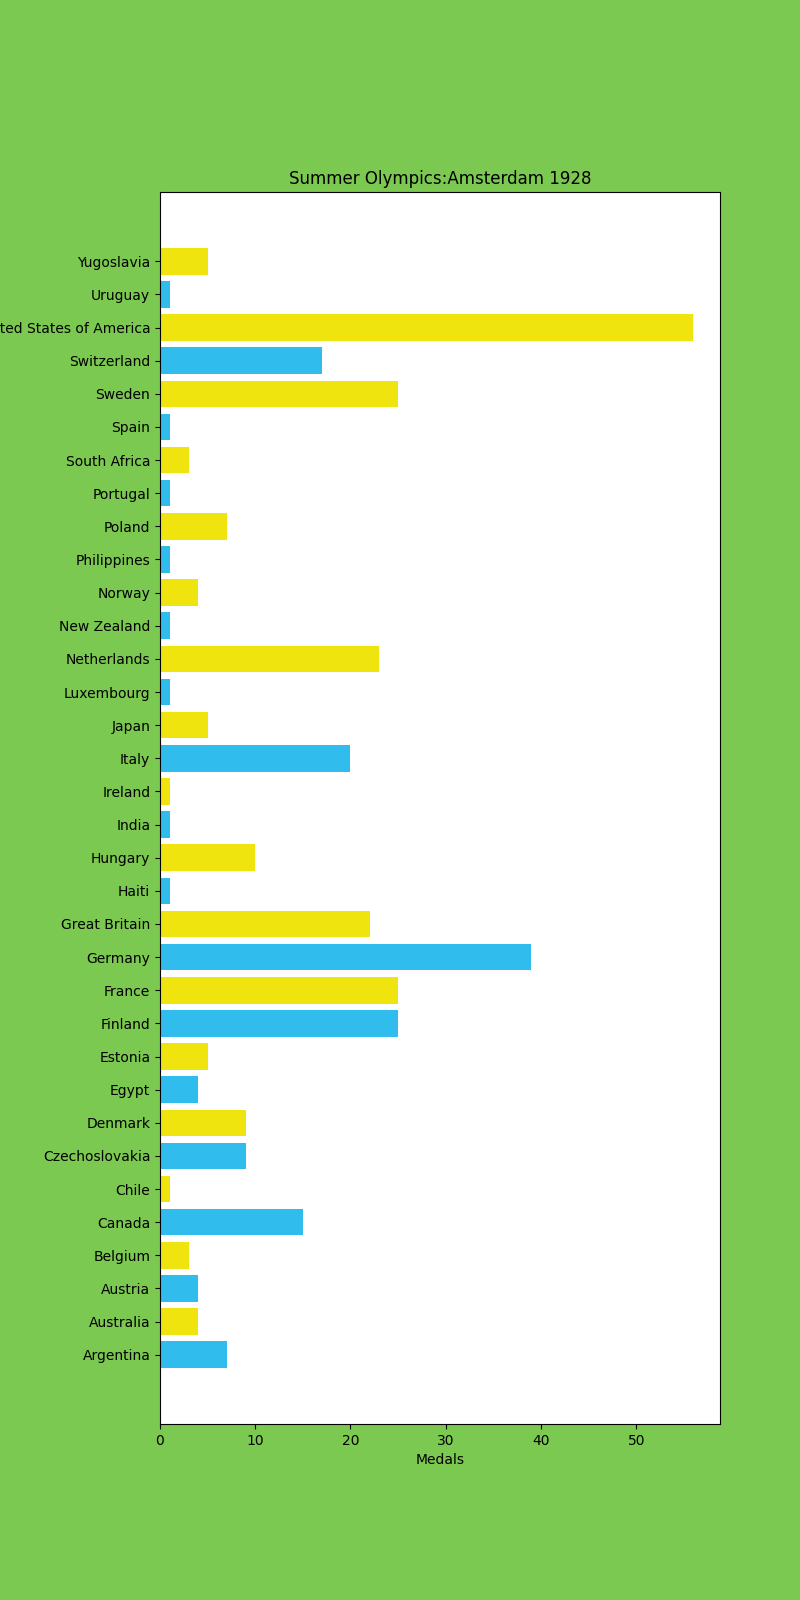 Summer Olympics:Amsterdam 1928
Yugoslavia
Uruguay
ted States of America
Switzerland
Sweden
Spain
South Africa
Portugal
Poland
Philippines
Norway
New Zealand
Netherlands
Luxembourg
Japan
Italy
Ireland
India
Hungary
Haiti
Great Britain
Germany
France
Finland
Estonia
Egypt
Denmark
Czechoslovakia
Chile
Canada
Belgium
Austria
Australia
Argentina
0 10 20 30 40 50
Medals